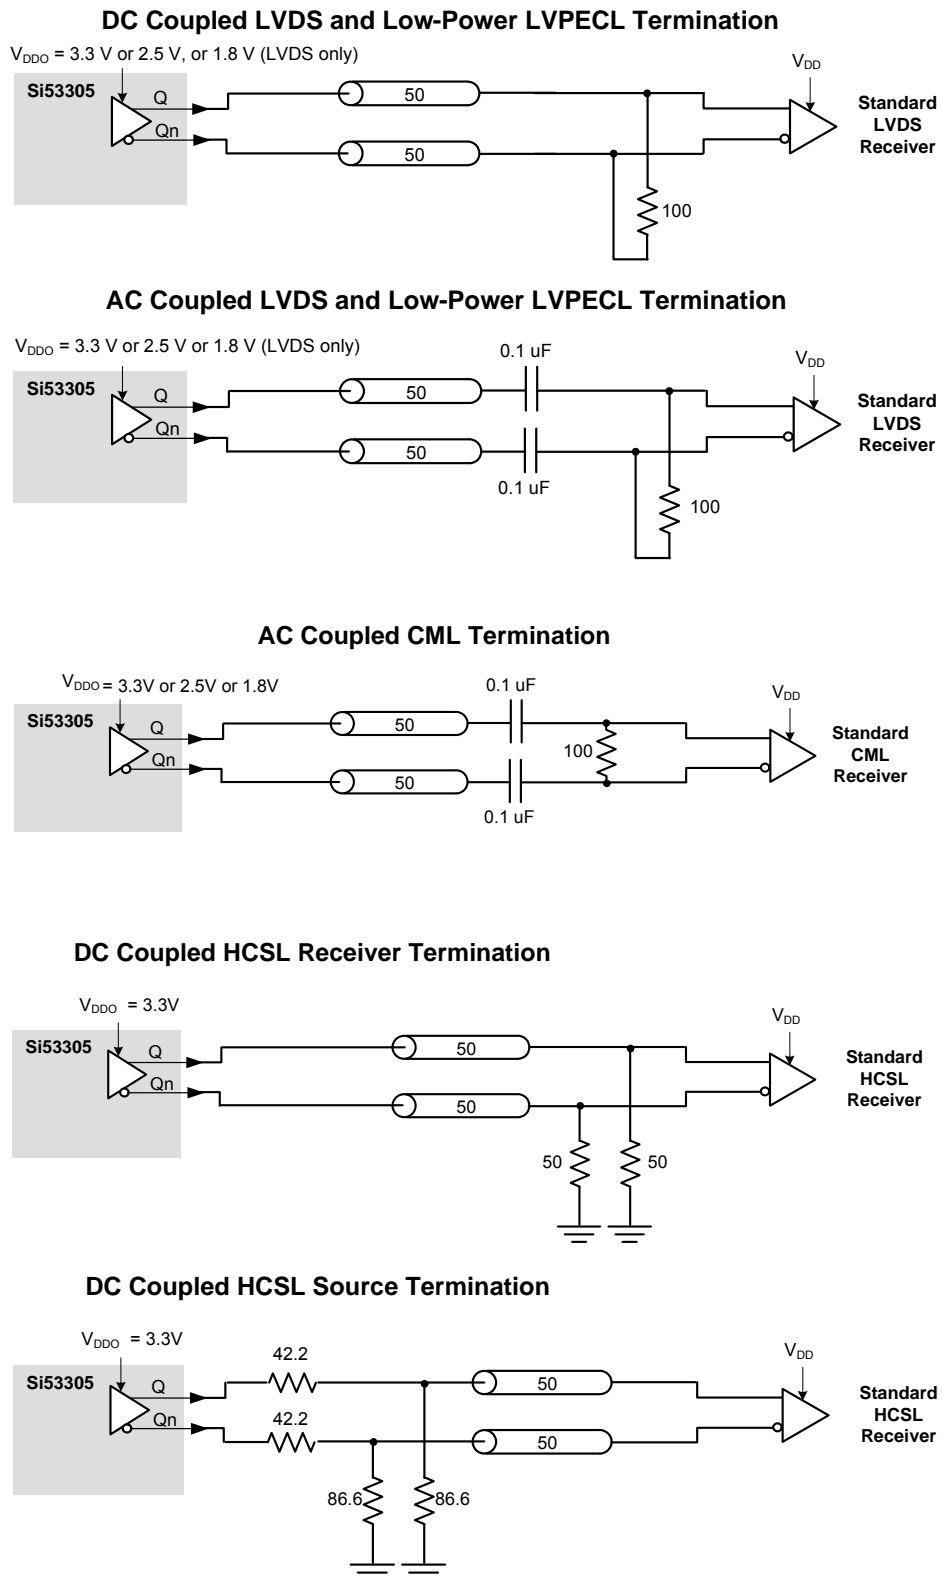 DC Coupled LVDS and Low-Power LVPECL Termination
VDDO = 3.3 V or 2.5 V, or 1.8 V (LVDS only)
Si53305
Q
Qn
50
50
100
VDD
Standard
LVDS
Receiver
AC Coupled LVDS and Low-Power LVPECL Termination
VDDO = 3.3 V or 2.5 V or 1.8 V (LVDS only)
Si53305
Q
Qn
50
50
0.1 uF
0.1 uF
100
VDD
Standard
LVDS
Receiver
AC Coupled CML Termination
VDDO = 3.3V or 2.5V or 1.8V
Si53305
Q
Qn
50
50
0.1 uF
0.1 uF
100
VDD
Standard
CML
Receiver
DC Coupled HCSL Receiver Termination
VDDO = 3.3V
Si53305
Q
Qn
50
50
50
50
VDD
Standard
HCSL
Receiver
DC Coupled HCSL Source Termination
VDDO = 3.3V
Si53305
Q
Qn
42.2
42.2
86.6
86.6
50
50
VDD
Standard
HCSL
Receiver